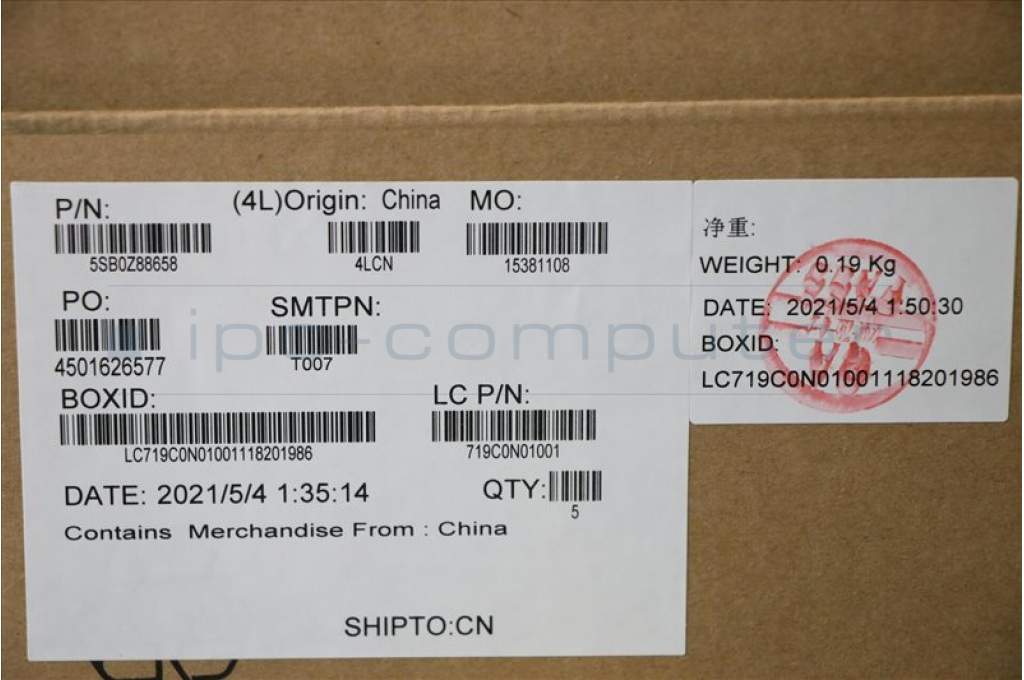 P/N:
5SB0Z88658
(4L)Origin: China
4LCN
MO:
15381108
PO:
4501626577
SMTPN:
T007
BOXID:
LC719C0N01001118201986
LC P/N:
719C0N01001
DATE: 2021/5/4 1:35:14
QTY:
5
Contains Merchandise From : China
SHIPTO:CN
净重:
WEIGHT: 0.19 Kg
DATE: 2021/5/4 1:50:30
BOXID:
LC719C0N01001118201986
ipc-computer